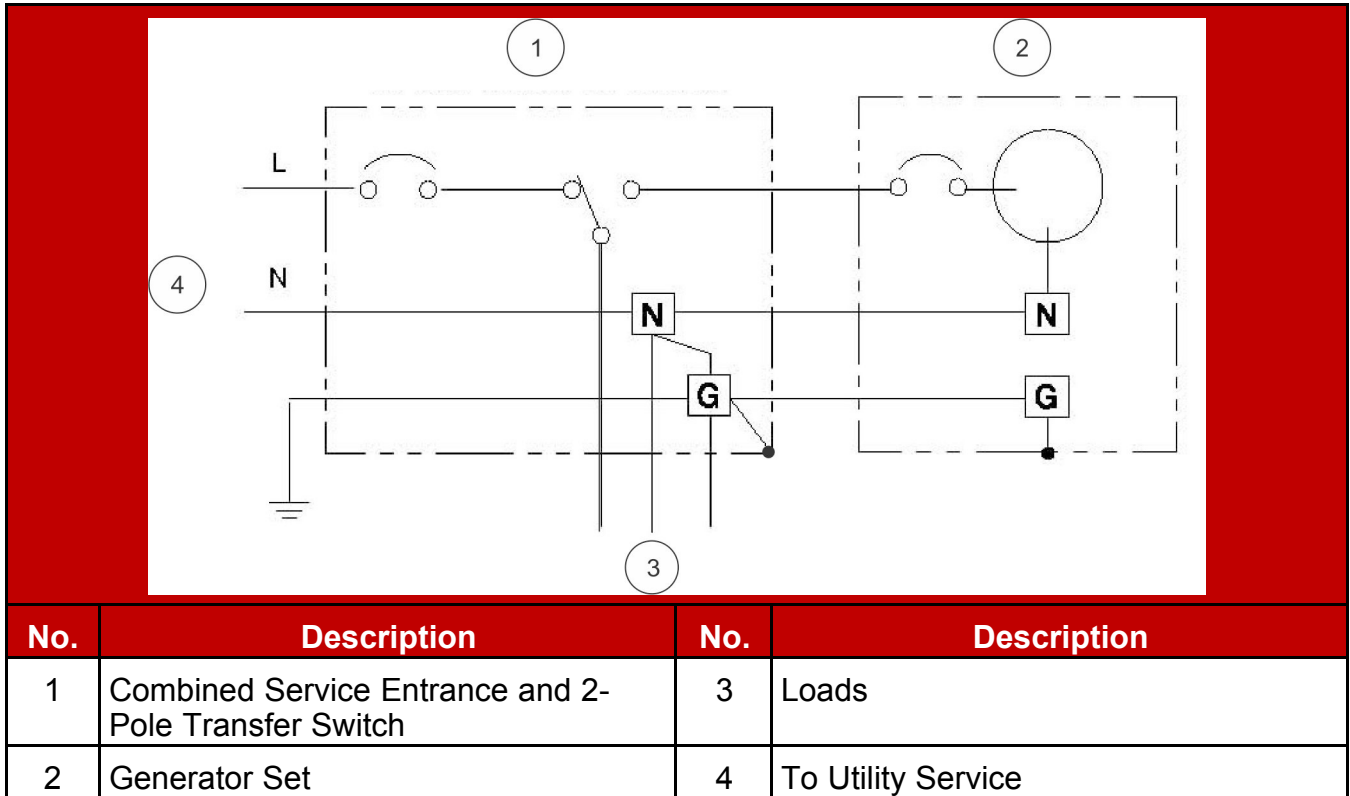 1
2
L
4
N
N
N
G
G
3
No. Description No. Description
1 Combined Service Entrance and 2-
Pole Transfer Switch
3 Loads
2 Generator Set 4 To Utility Service